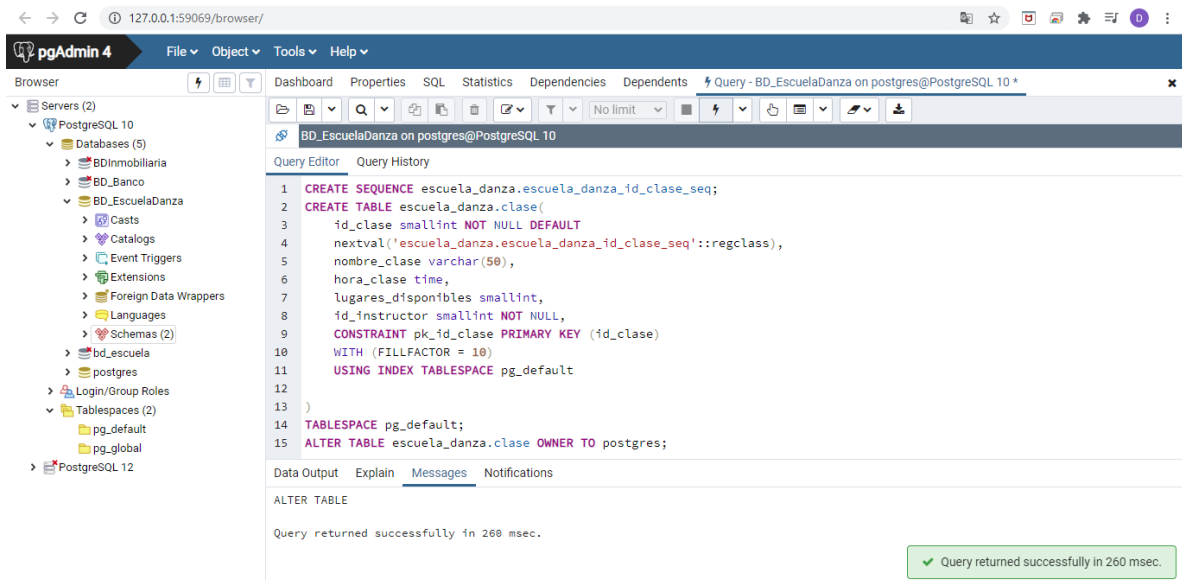 127.0.0.1:59069/browser/
D
pgAdmin 4
File Object Tools Help
Browser
Dashboard Properties SQL Statistics Dependencies Dependents Query - BD_EscuelaDanza on postgres@PostgreSQL 10 *
No limit
BD_EscuelaDanza on postgres@PostgreSQL 10
Query Editor Query History
Servers (2)
PostgreSQL 10
Databases (5)
BDInmobiliaria
BD_Banco
BD_EscuelaDanza
Casts
Catalogs
Event Triggers
Extensions
Foreign Data Wrappers
Languages
Schemas (2)
bd_escuela
postgres
Login/Group Roles
Tablespaces (2)
pg_default
pg_global
PostgreSQL 12
1 CREATE SEQUENCE escuela_danza.escuela_danza_id_clase_seq;
2 CREATE TABLE escuela_danza.clase(
3 id_clase smallint NOT NULL DEFAULT
4 nextval('escuela_danza.escuela_danza_id_clase_seq'::regclass),
5 nombre_clase varchar(50),
6 hora_clase time,
7 lugares_disponibles smallint,
8 id_instructor smallint NOT NULL,
9 CONSTRAINT pk_id_clase PRIMARY KEY (id_clase)
10 WITH (FILLFACTOR = 10)
11 USING INDEX TABLESPACE pg_default
12
13 )
14 TABLESPACE pg_default;
15 ALTER TABLE escuela_danza.clase OWNER TO postgres;
Data Output Explain Messages Notifications
ALTER TABLE
Query returned successfully in 260 msec.
Query returned successfully in 260 msec.